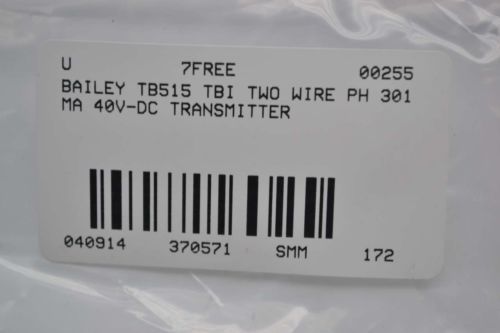 U 7FREE 00255
BAILEY TB515 TBI TWO WIRE PH 301
MA 40V-DC TRANSMITTER
040914 370571 SMM 172